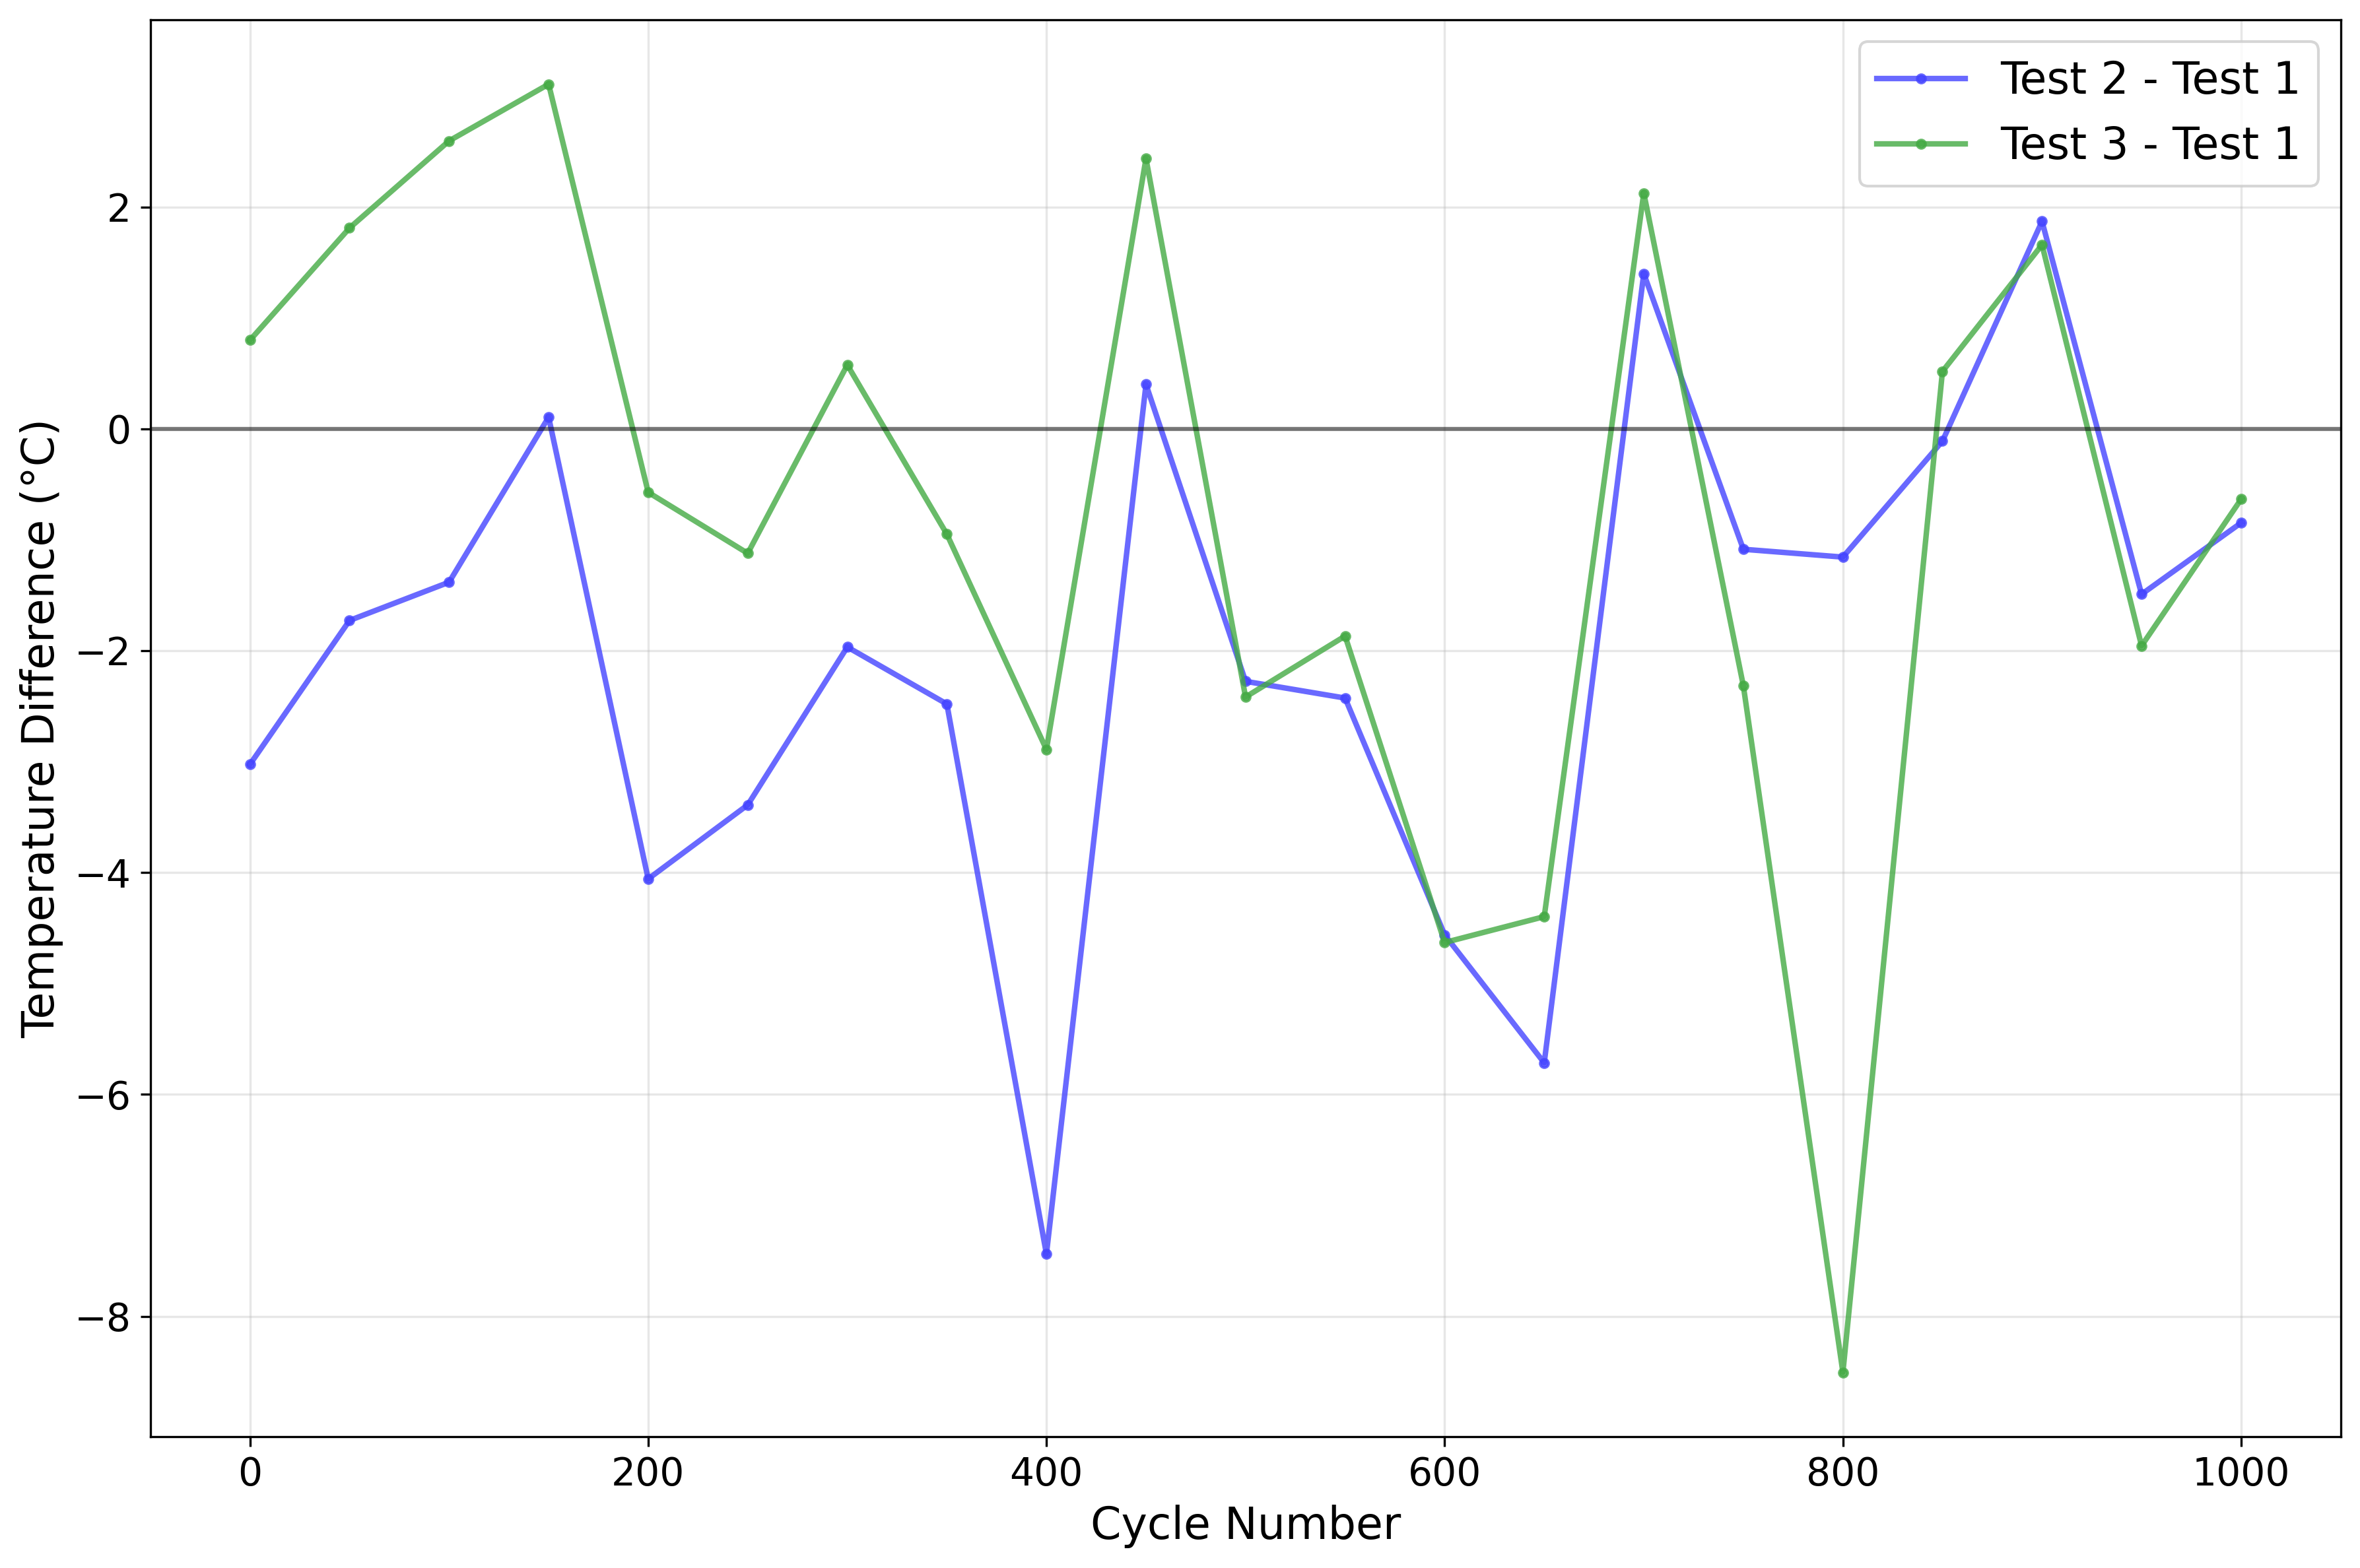 Test 2 - Test 1
Test 3 - Test 1
Temperature Difference (°C)
2
0
−2
−4
−6
−8
0 200 400 600 800 1000
Cycle Number